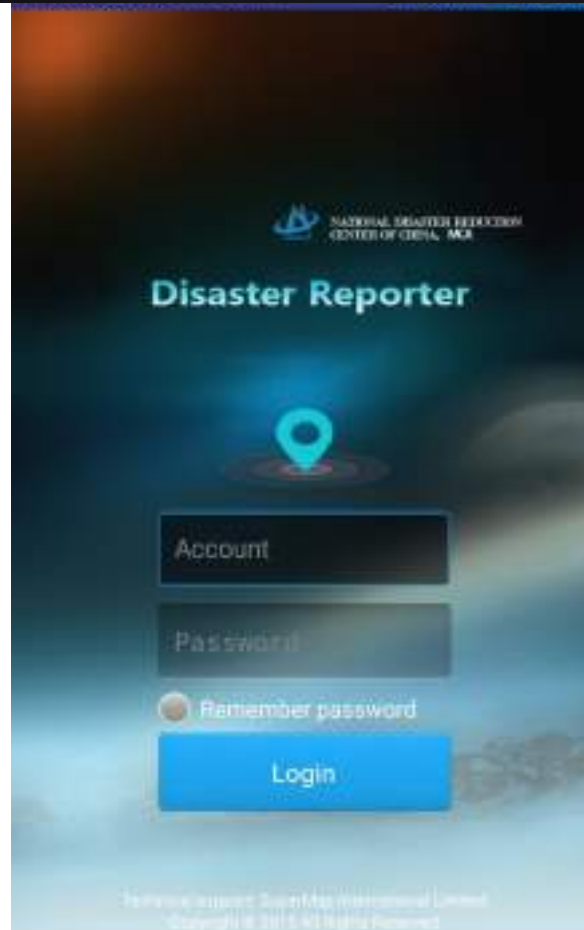 NATIONAL DISASTER REDUCTION
CENTER OF CHINA, MCA
Disaster Reporter
Account
Password
Remember password
Login
Technical support: SuperMap International Limited
Copyright © All Rights Reserved